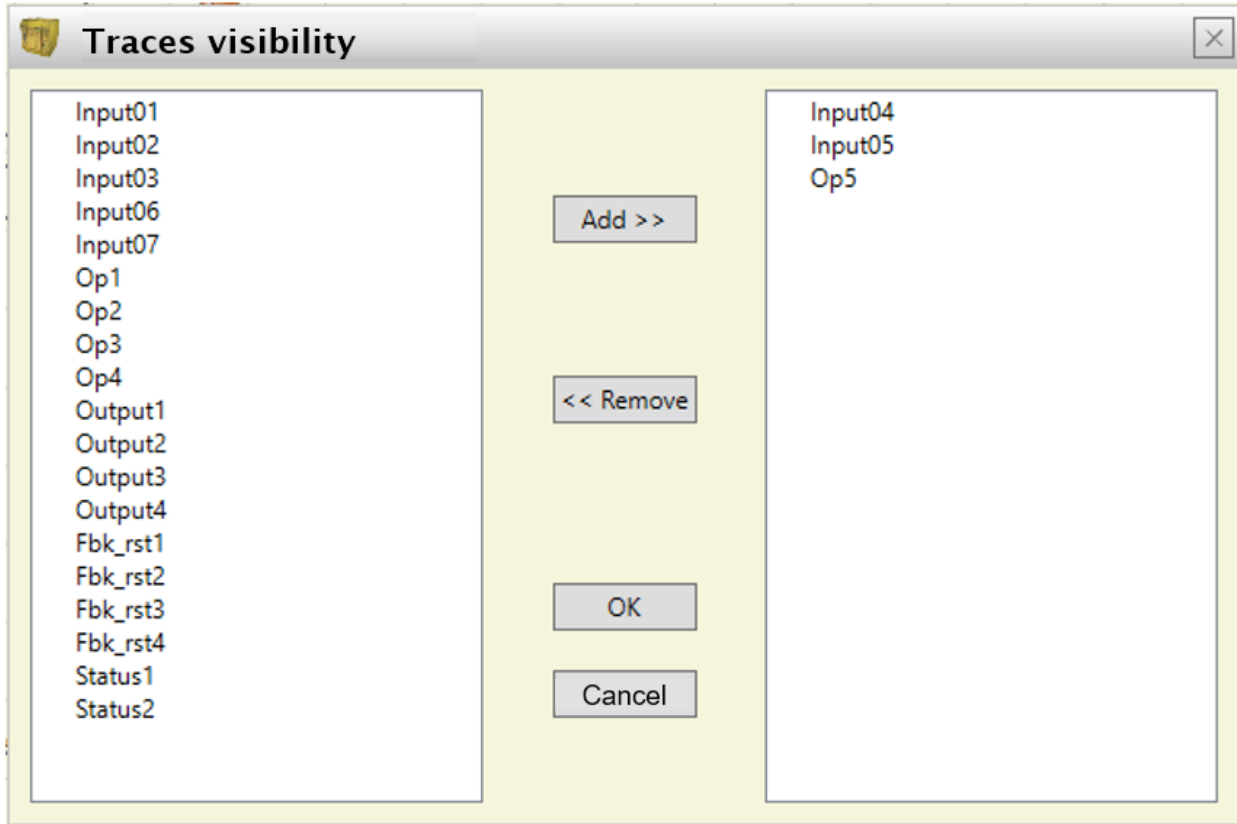 Traces visibility
Input01
Input02
Input03
Input06
Input07
Op1
Op2
Op3
Op4
Output1
Output2
Output3
Output4
Fbk_rst1
Fbk_rst2
Fbk_rst3
Fbk_rst4
Status1
Status2
Add >>
<< Remove
OK
Cancel
Input04
Input05
Op5